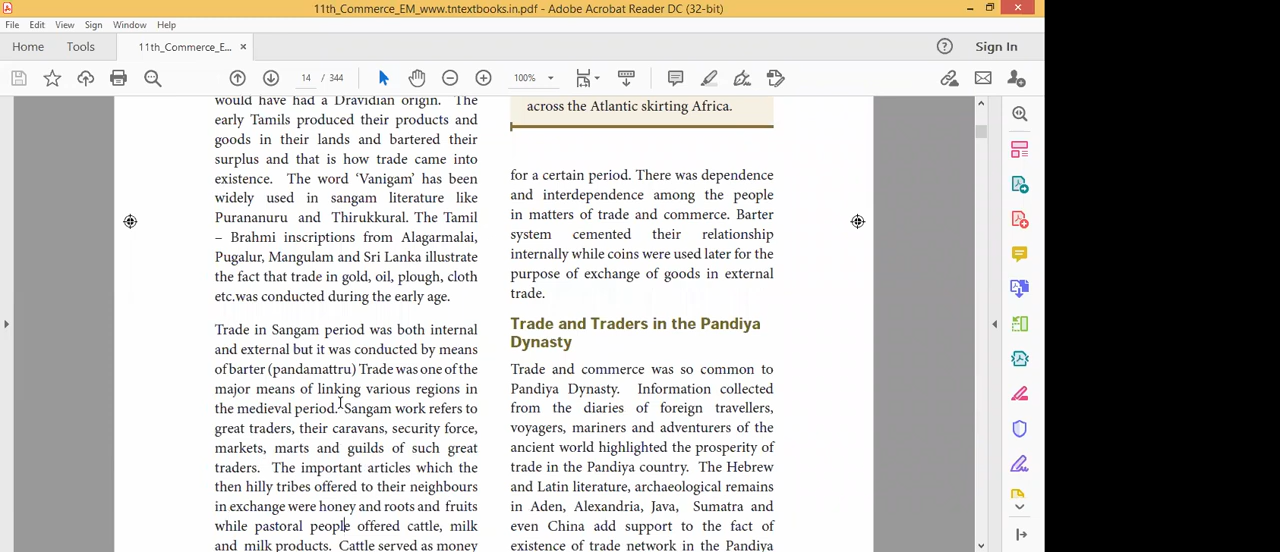 11th_Commerce_EM_www.tntextbooks.in.pdf - Adobe Acrobat Reader DC (32-bit)
File Edit View Sign Window Help
Home Tools 11th_Commerce_E... × Sign In
14 / 344 100%
would have had a Dravidian origin. The
early Tamils produced their products and
goods in their lands and bartered their
surplus and that is how trade came into
existence. The word ‘Vanigam’ has been
widely used in sangam literature like
Purananuru and Thirukkural. The Tamil
– Brahmi inscriptions from Alagarmalai,
Pugalur, Mangulam and Sri Lanka illustrate
the fact that trade in gold, oil, plough, cloth
etc.was conducted during the early age.
Trade in Sangam period was both internal
and external but it was conducted by means
of barter (pandamattru) Trade was one of the
major means of linking various regions in
the medieval period. Sangam work refers to
great traders, their caravans, security force,
markets, marts and guilds of such great
traders. The important articles which the
then hilly tribes offered to their neighbours
in exchange were honey and roots and fruits
while pastoral people offered cattle, milk
and milk products. Cattle served as money
across the Atlantic skirting Africa.
for a certain period. There was dependence
and interdependence among the people
in matters of trade and commerce. Barter
system cemented their relationship
internally while coins were used later for the
purpose of exchange of goods in external
trade.
Trade and Traders in the Pandiya
Dynasty
Trade and commerce was so common to
Pandiya Dynasty. Information collected
from the diaries of foreign travellers,
voyagers, mariners and adventurers of the
ancient world highlighted the prosperity of
trade in the Pandiya country. The Hebrew
and Latin literature, archaeological remains
in Aden, Alexandria, Java, Sumatra and
even China add support to the fact of
existence of trade network in the Pandiya